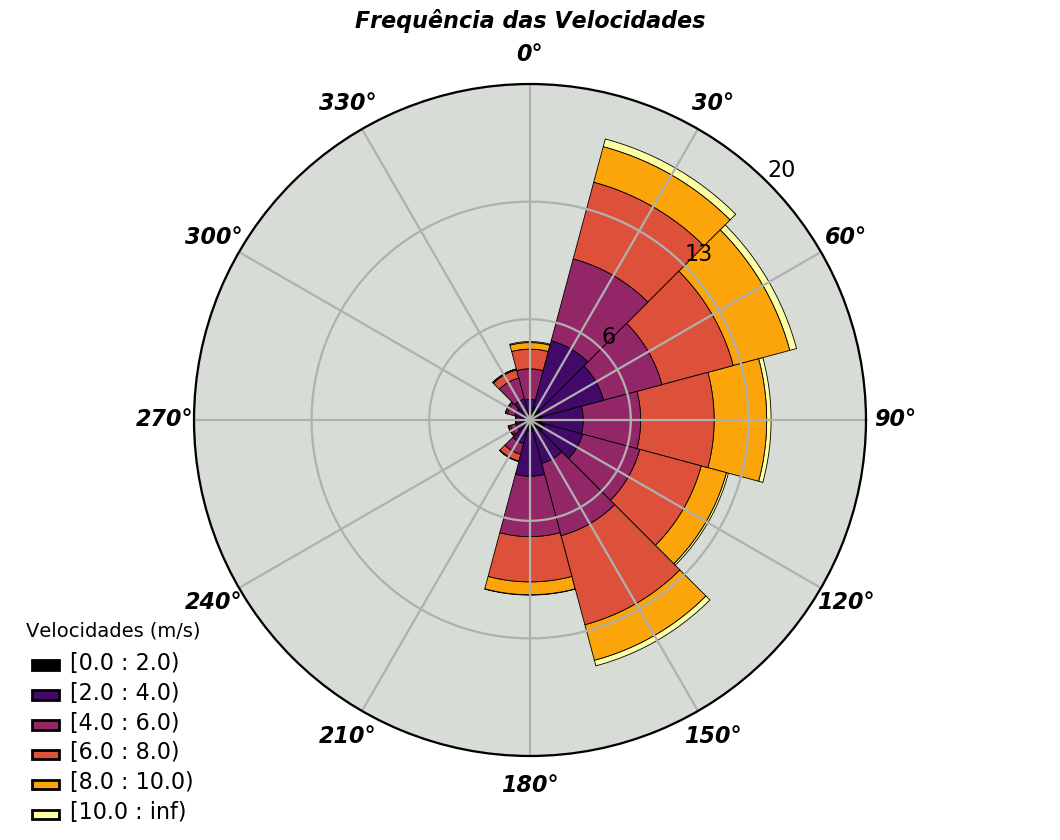 Frequência das Velocidades
0°
330°
30°
20
300°
60°
13
6
270°
90°
240°
120°
210°
150°
180°
Velocidades (m/s)
[0.0 : 2.0)
[2.0 : 4.0)
[4.0 : 6.0)
[6.0 : 8.0)
[8.0 : 10.0)
[10.0 : inf)